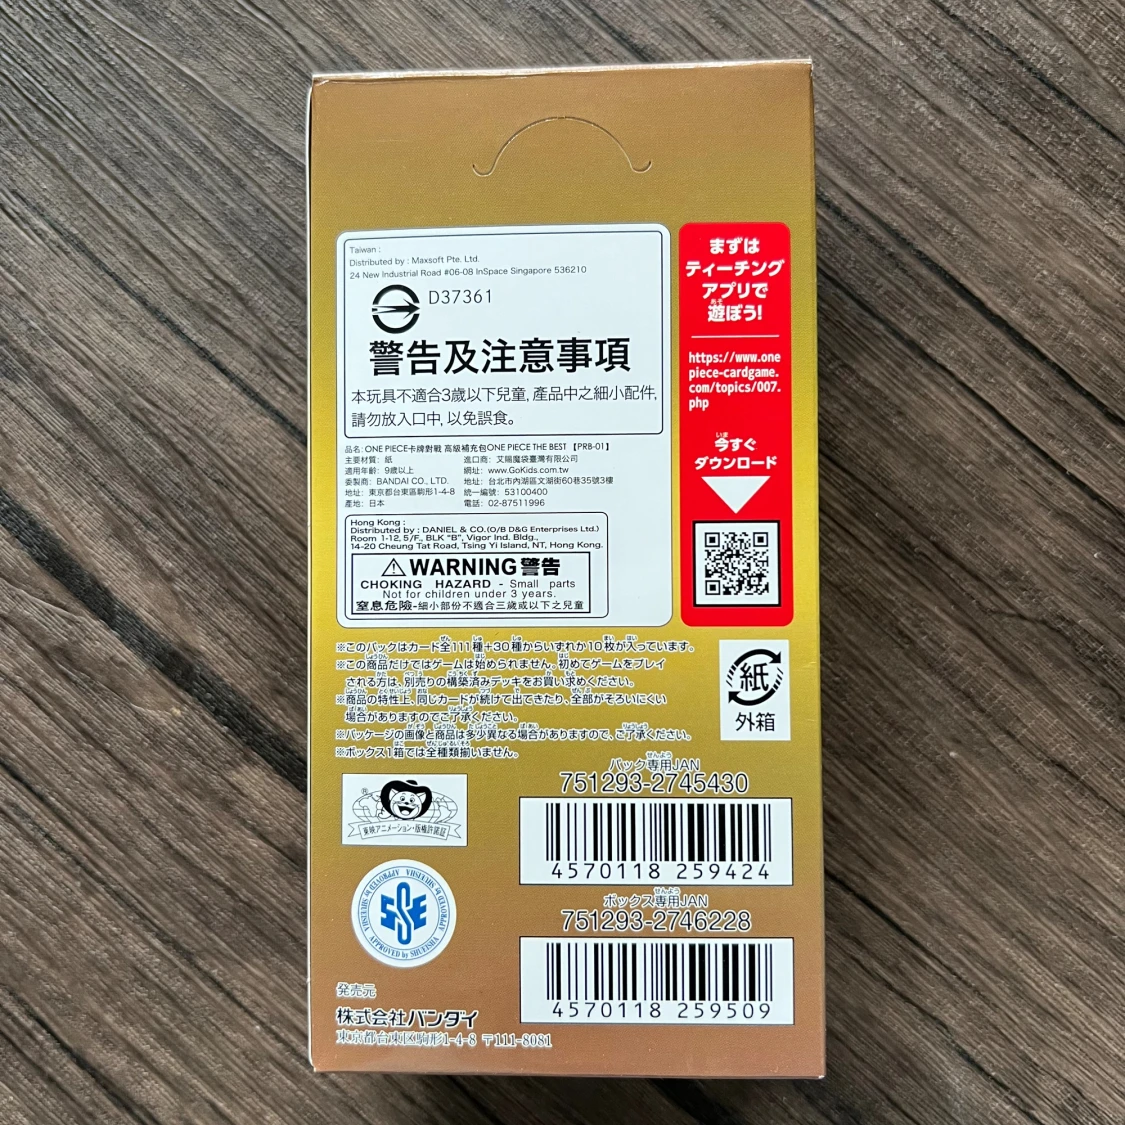 Taiwan :
Distributed by : Maxsoft Pte. Ltd.
24 New Industrial Road #06-08 InSpace Singapore 536210
D37361
警告及注意事項
本玩具不適合3歲以下兒童, 產品中之細小配件,
請勿放入口中, 以免誤食。
品名: ONE PIECE卡牌對戰 高級補充包ONE PIECE THE BEST 【PRB-01】
主要材質: 紙
適用年齡: 9歲以上
委製商: BANDAI CO., LTD.
地址: 東京都台東區駒形1-4-8
產地: 日本
進口商: 艾賜魔袋臺灣有限公司
網址: www.GoKids.com.tw
地址: 台北市內湖區文湖街60巷35號3樓
統一編號: 53100400
電話: 02-87511996
Hong Kong :
Distributed by : DANIEL & CO.(O/B D&G Enterprises Ltd.)
Room 1-12, 5/F., BLK "B", Vigor Ind. Bldg.,
14-20 Cheung Tat Road, Tsing Yi Island, NT, Hong Kong.
WARNING 警告
CHOKING HAZARD - Small parts
Not for children under 3 years.
窒息危險-細小部份不適合三歲或以下之兒童
まずは
ティーチング
アプリで
遊ぼう!
https://www.one
piece-cardgame.
com/topics/007.
php
今すぐ
ダウンロード
※このパックはカード全111種+30種からいずれか10枚が入っています。
※この商品だけではゲームは始められません。初めてゲームをプレイ
される方は、別売りの構築済みデッキをお買い求めください。
※商品の特性上、同じカードが続けて出てきたり、全部がそろいにくい
場合がありますのでご了承ください。
※パッケージの画像と商品は多少異なる場合がありますので、ご了承ください。
※ボックス1箱では全種類揃いません。
紙
外箱
パック専用JAN
751293-2745430
4570118 259424
ボックス専用JAN
751293-2746228
4570118 259509
東映アニメーション・版権許諾証
APPROVED by SHUEISHA
発売元
株式会社バンダイ
東京都台東区駒形1-4-8 〒111-8081